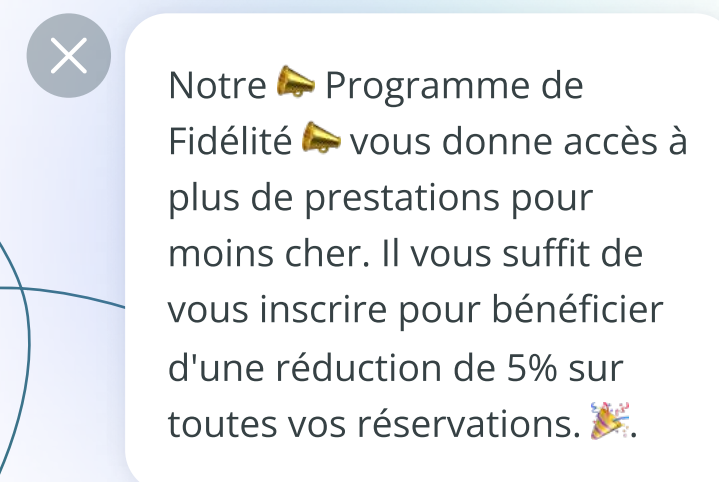 Notre 📣 Programme de
Fidélité 📣 vous donne accès à
plus de prestations pour
moins cher. Il vous suffit de
vous inscrire pour bénéficier
d'une réduction de 5% sur
toutes vos réservations. 🎉.